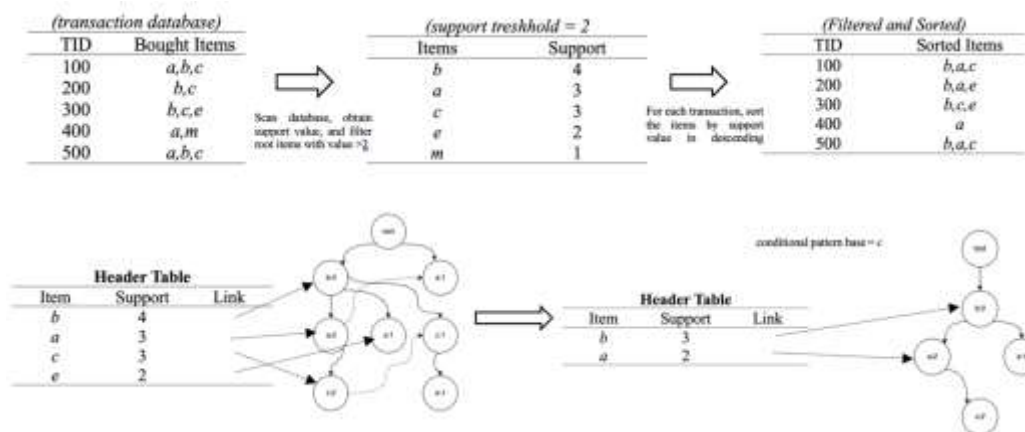 (transaction database)
TID Bought Items
100 a,b,c
200 b,c
300 b,c,e
400 a,m
500 a,b,c
Scan database, obtain
support value, and filter
root items with value >2
(support treshhold = 2
Items Support
b 4
a 3
c 3
e 2
m 1
For each transaction, sort
the items by support
value in descending
(Filtered and Sorted)
TID Sorted Items
100 b,a,c
200 b,a,e
300 b,c,e
400 a
500 b,a,c
Header Table
Item Support Link
b 4
a 3
c 3
e 2
conditional pattern base = c
Header Table
Item Support Link
b 3
a 2